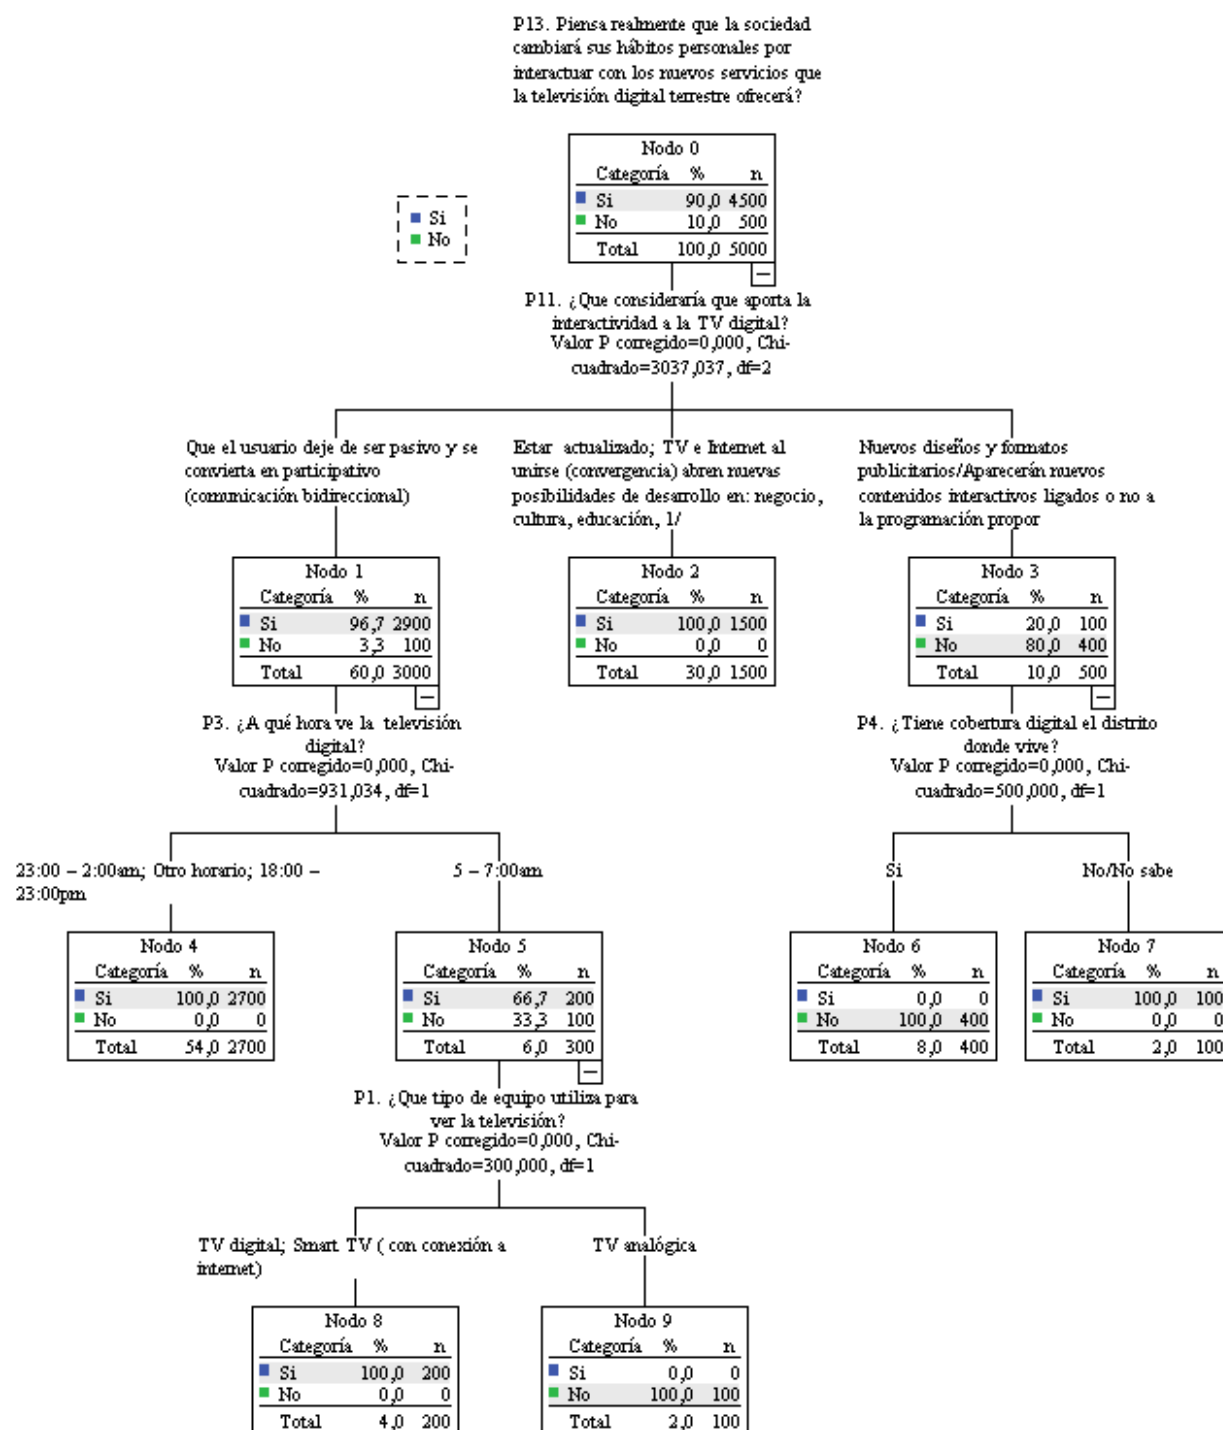 P13. Piensa realmente que la sociedad
cambiará sus hábitos personales por
interactuar con los nuevos servicios que
la televisión digital terrestre ofrecerá?
Nodo 0
Categoría % n
Si 90,0 4500
No 10,0 500
Total 100,0 5000
Si
No
P11. ¿Que consideraría que aporta la
interactividad a la TV digital?
Valor P corregido=0,000, Chi-
cuadrado=3037,037, df=2
Que el usuario deje de ser pasivo y se
convierta en participativo
(comunicación bidireccional)
Estar actualizado; TV e Internet al
unirse (convergencia) abren nuevas
posibilidades de desarrollo en: negocio,
cultura, educación, 1/
Nuevos diseños y formatos
publicitarios/Aparecerán nuevos
contenidos interactivos ligados o no a
la programación propor
Nodo 1
Categoría % n
Si 96,7 2900
No 3,3 100
Total 60,0 3000
Nodo 2
Categoría % n
Si 100,0 1500
No 0,0 0
Total 30,0 1500
Nodo 3
Categoría % n
Si 20,0 100
No 80,0 400
Total 10,0 500
P3. ¿A qué hora ve la televisión
digital?
Valor P corregido=0,000, Chi-
cuadrado=931,034, df=1
P4. ¿Tiene cobertura digital el distrito
donde vive?
Valor P corregido=0,000, Chi-
cuadrado=500,000, df=1
23:00 – 2:00am; Otro horario; 18:00 –
23:00pm
5 – 7:00am
Si
No/No sabe
Nodo 4
Categoría % n
Si 100,0 2700
No 0,0 0
Total 54,0 2700
Nodo 5
Categoría % n
Si 66,7 200
No 33,3 100
Total 6,0 300
Nodo 6
Categoría % n
Si 0,0 0
No 100,0 400
Total 8,0 400
Nodo 7
Categoría % n
Si 100,0 100
No 0,0 0
Total 2,0 100
P1. ¿Que tipo de equipo utiliza para
ver la televisión?
Valor P corregido=0,000, Chi-
cuadrado=300,000, df=1
TV digital; Smart TV ( con conexión a
internet)
TV analógica
Nodo 8
Categoría % n
Si 100,0 200
No 0,0 0
Total 4,0 200
Nodo 9
Categoría % n
Si 0,0 0
No 100,0 100
Total 2,0 100